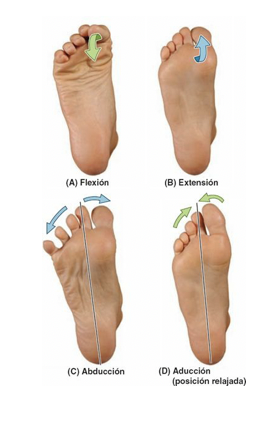 (A) Flexión
(B) Extensión
(C) Abducción
(D) Aducción
(posición relajada)